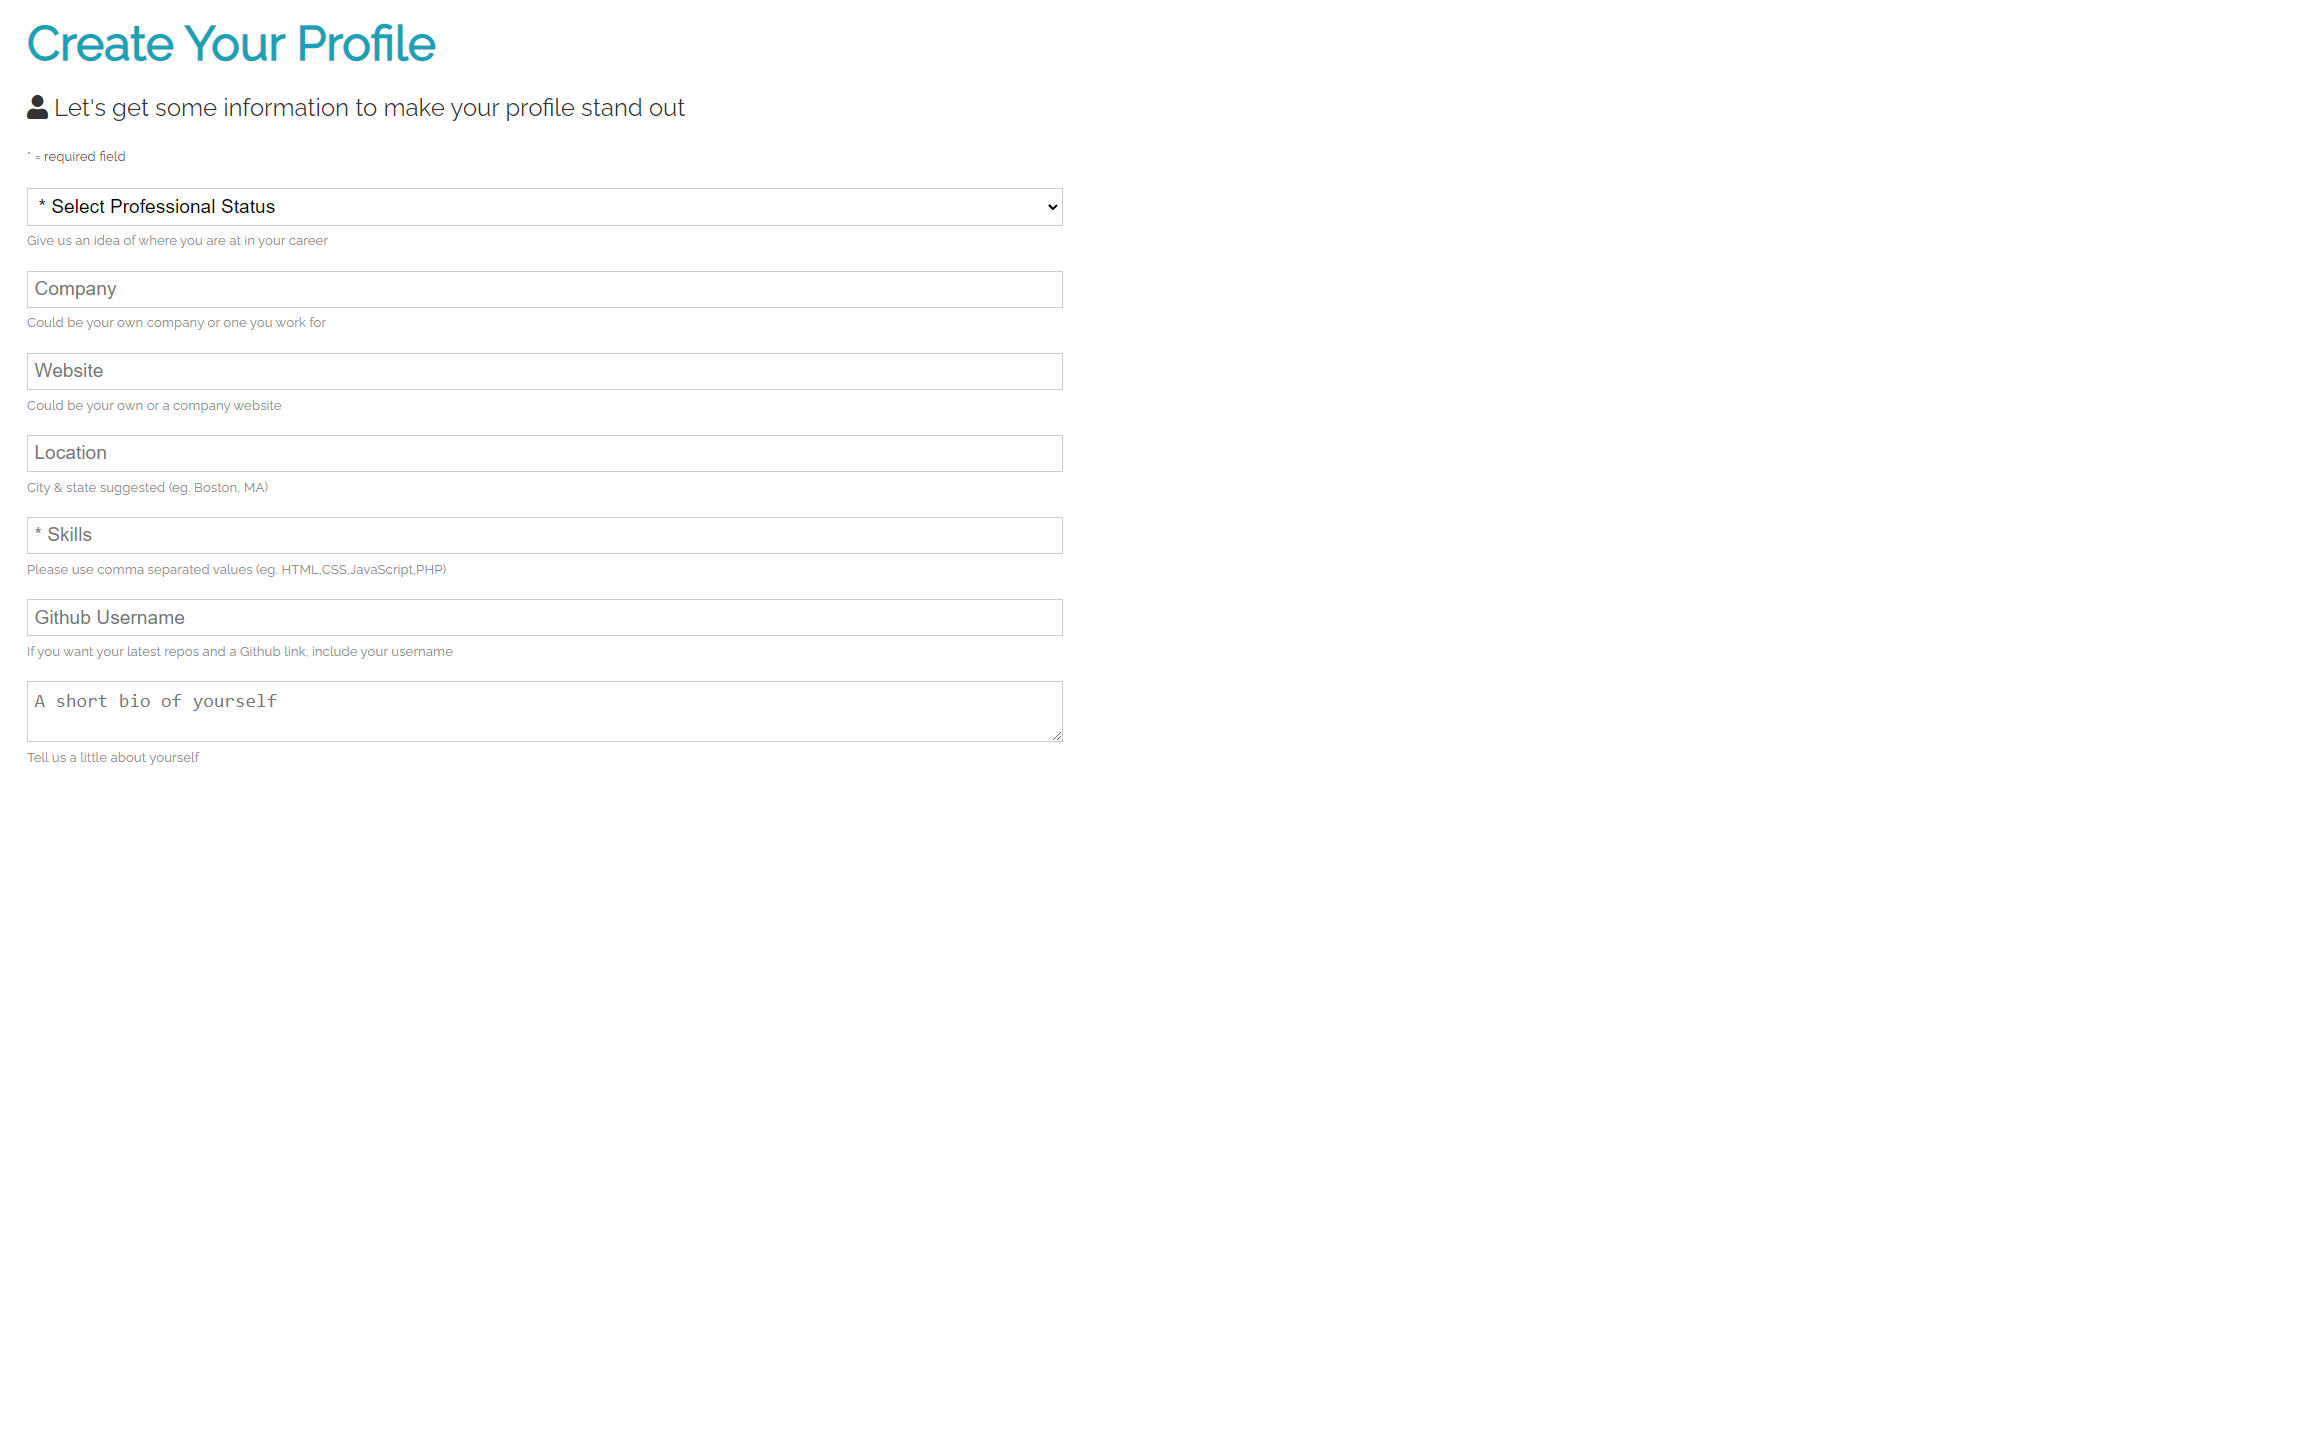 Create Your Profile
Let's get some information to make your profile stand out
* = required field
* Select Professional Status
Give us an idea of where you are at in your career
Company
Could be your own company or one you work for
Website
Could be your own or a company website
Location
City & state suggested (eg. Boston, MA)
* Skills
Please use comma separated values (eg. HTML,CSS,JavaScript,PHP)
Github Username
If you want your latest repos and a Github link, include your username
A short bio of yourself
Tell us a little about yourself